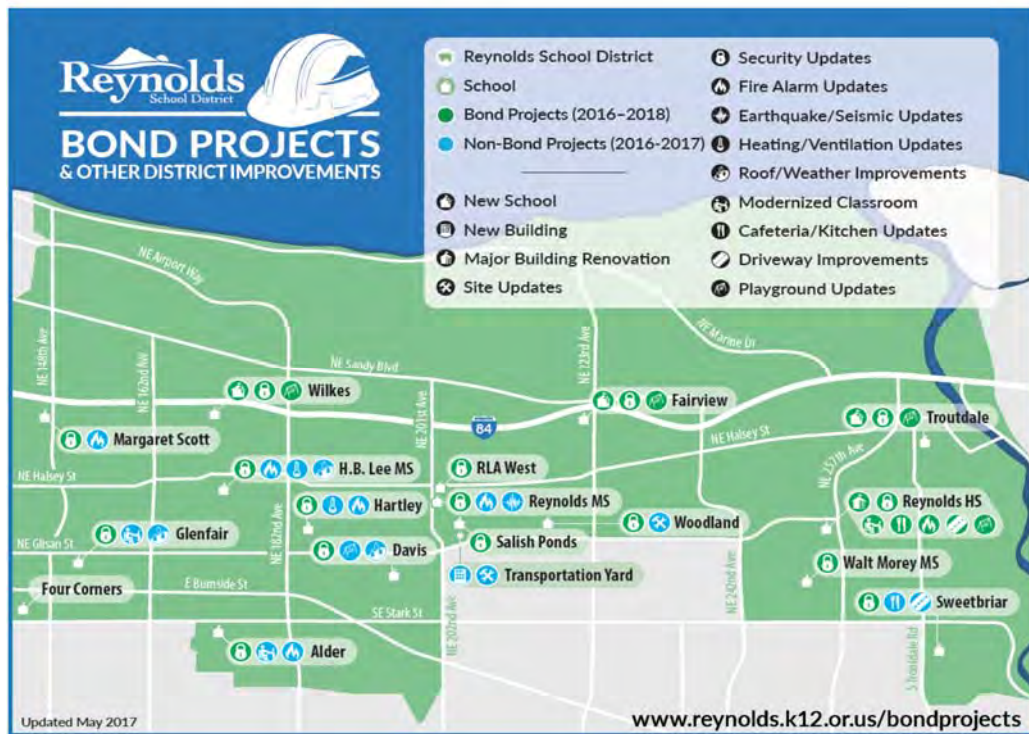 Reynolds
School District
BOND PROJECTS
& OTHER DISTRICT IMPROVEMENTS
Reynolds School District
School
Bond Projects (2016–2018)
Non-Bond Projects (2016-2017)
New School
New Building
Major Building Renovation
Site Updates
Security Updates
Fire Alarm Updates
Earthquake/Seismic Updates
Heating/Ventilation Updates
Roof/Weather Improvements
Modernized Classroom
Cafeteria/Kitchen Updates
Driveway Improvements
Playground Updates
NE Airport Way
NE 148th Ave
NE 162nd Ave
NE Sandy Blvd
NE 201st Ave
NE 223rd Ave
NE Marine Dr
Wilkes
Fairview
Troutdale
84
Margaret Scott
NE Halsey St
NE 257th Ave
NE Halsey St
H.B. Lee MS
RLA West
Hartley
Reynolds MS
Woodland
Reynolds HS
Glenfair
NE 182nd Ave
NE Glisan St
Davis
Salish Ponds
Walt Morey MS
Transportation Yard
Four Corners
E Burnside St
NE 202nd Ave
NE 242nd Ave
Sweetbriar
SE Stark St
Alder
S Troutdale Rd
Updated May 2017
www.reynolds.k12.or.us/bondprojects